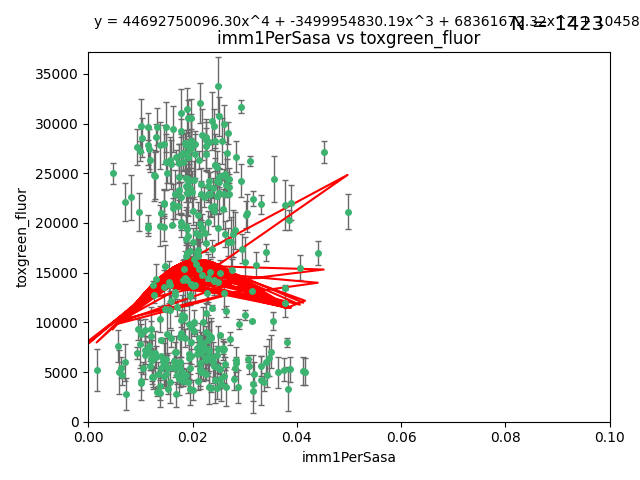 y = 44692750096.30x^4 + -3499954830.19x^3 +
N = 1423
imm1PerSasa vs toxgreen_fluor
35000
30000
25000
20000
15000
10000
5000
0
toxgreen_fluor
0.00 0.02 0.04 0.06 0.08 0.10
imm1PerSasa